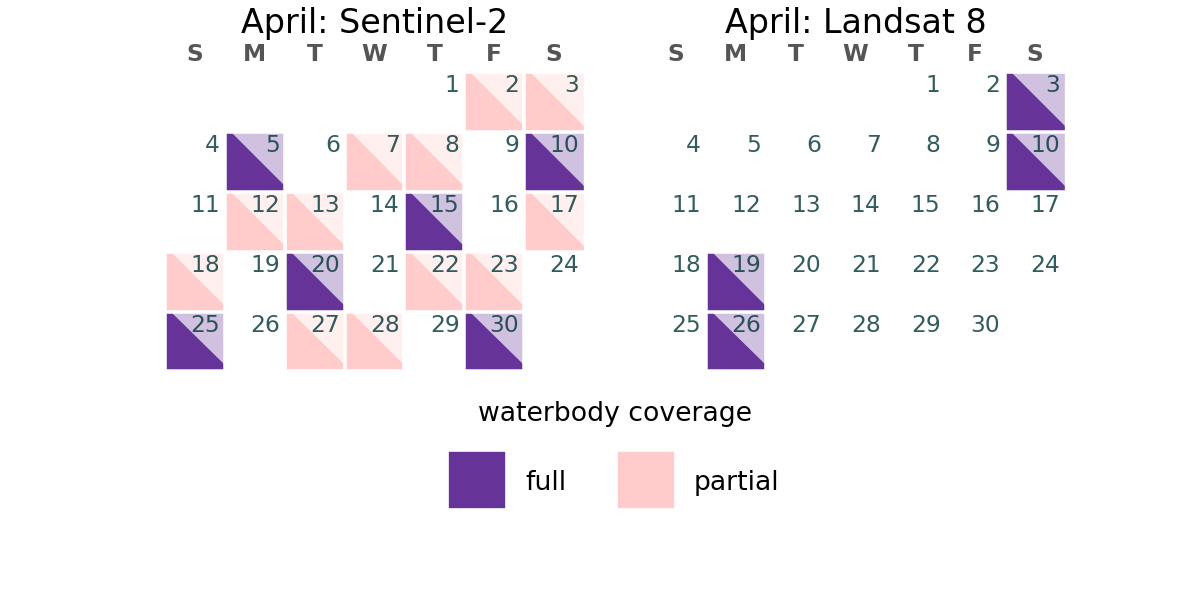 April: Sentinel-2
S M T W T F S
1 2 3
4 5 6 7 8 9 10
11 12 13 14 15 16 17
18 19 20 21 22 23 24
25 26 27 28 29 30
April: Landsat 8
S M T W T F S
1 2 3
4 5 6 7 8 9 10
11 12 13 14 15 16 17
18 19 20 21 22 23 24
25 26 27 28 29 30
waterbody coverage
full partial